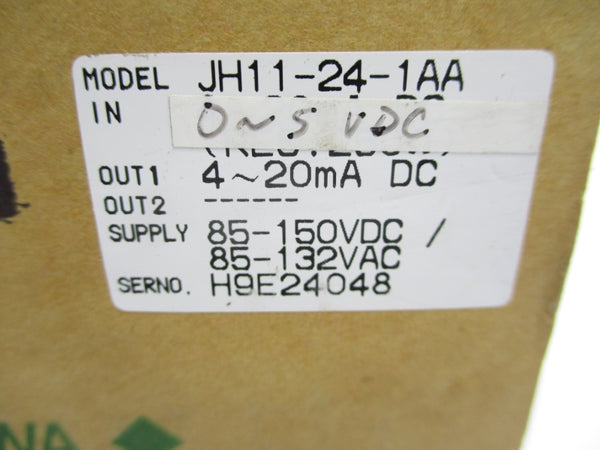 MODEL JH11-24-1AA
IN 0~5 VDC
OUT1 4~20mA DC
OUT2 ------
SUPPLY 85-150VDC /
85-132VAC
SERNO. H9E24048
NA